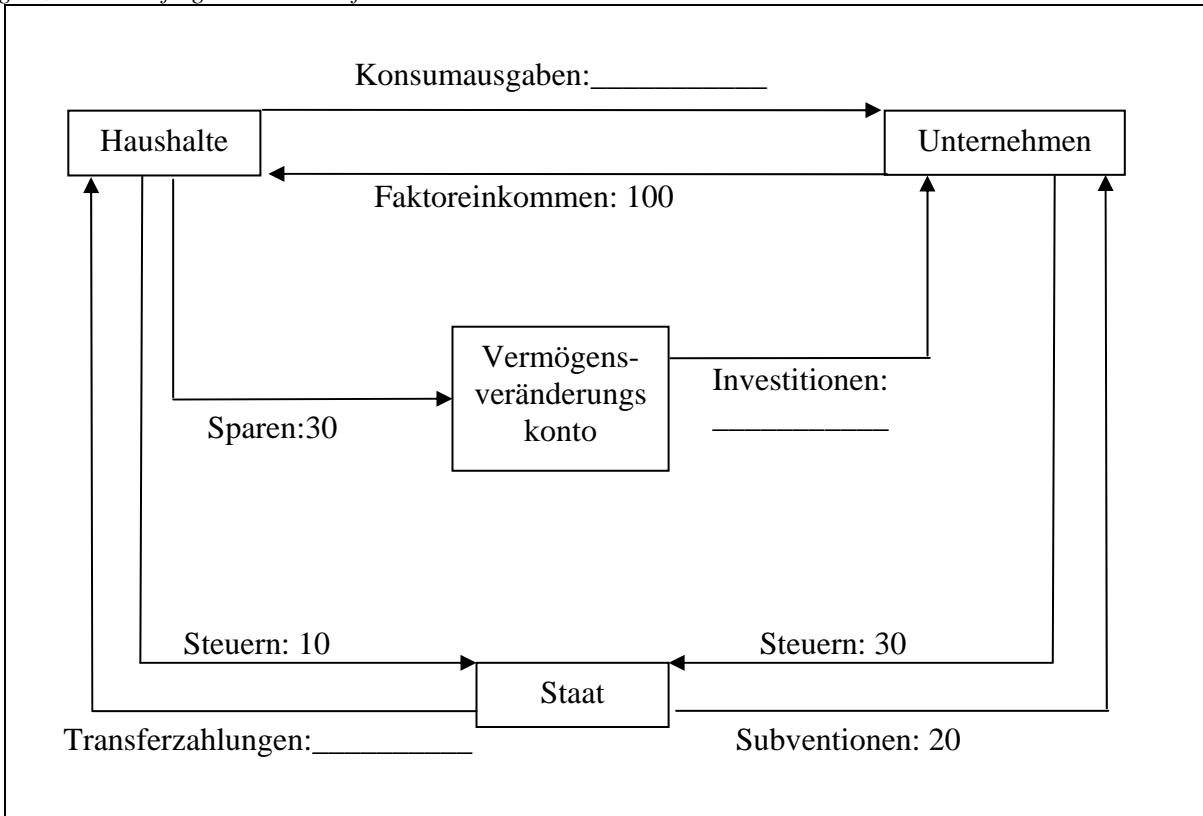 Konsumausgaben:___________
Haushalte
Unternehmen
Faktoreinkommen: 100
Vermögens-
veränderungs
konto
Investitionen:
___________
Sparen:30
Steuern: 10
Steuern: 30
Staat
Transferzahlungen:__________
Subventionen: 20